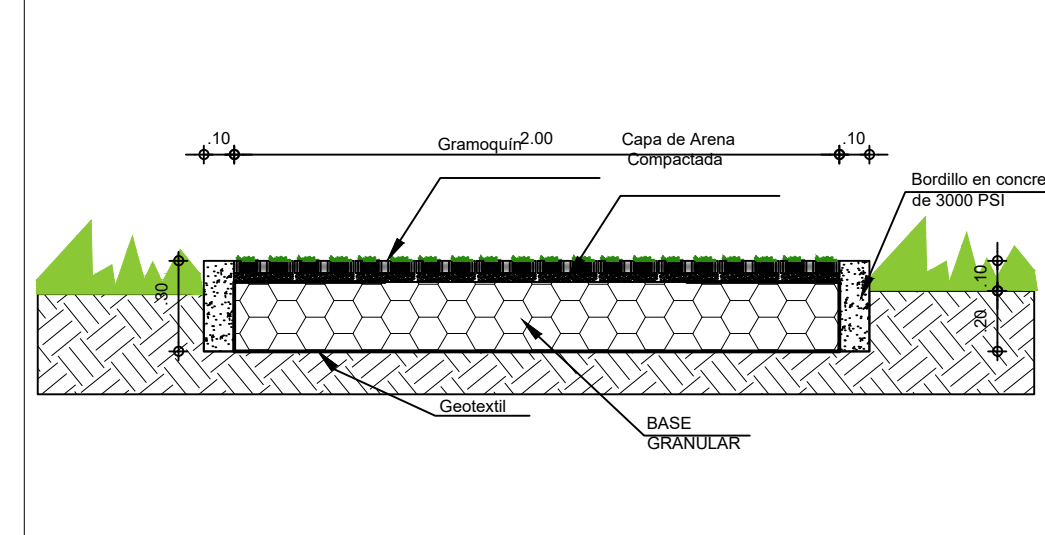 .10
Gramoquín
2.00
Capa de Arena
Compactada
.10
Bordillo en concre
de 3000 PSI
.30
.10
.20
Geotextil
BASE
GRANULAR